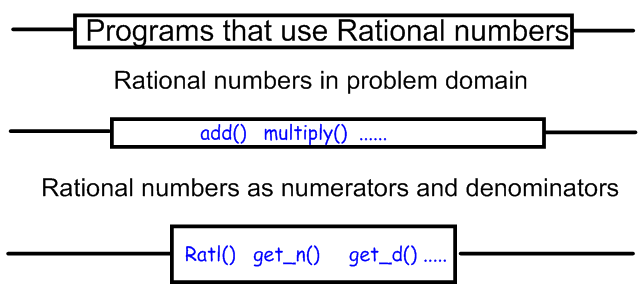 Programs that use Rational numbers
Rational numbers in problem domain
add() multiply() ......
Rational numbers as numerators and denominators
Ratl() get_n() get_d() .....